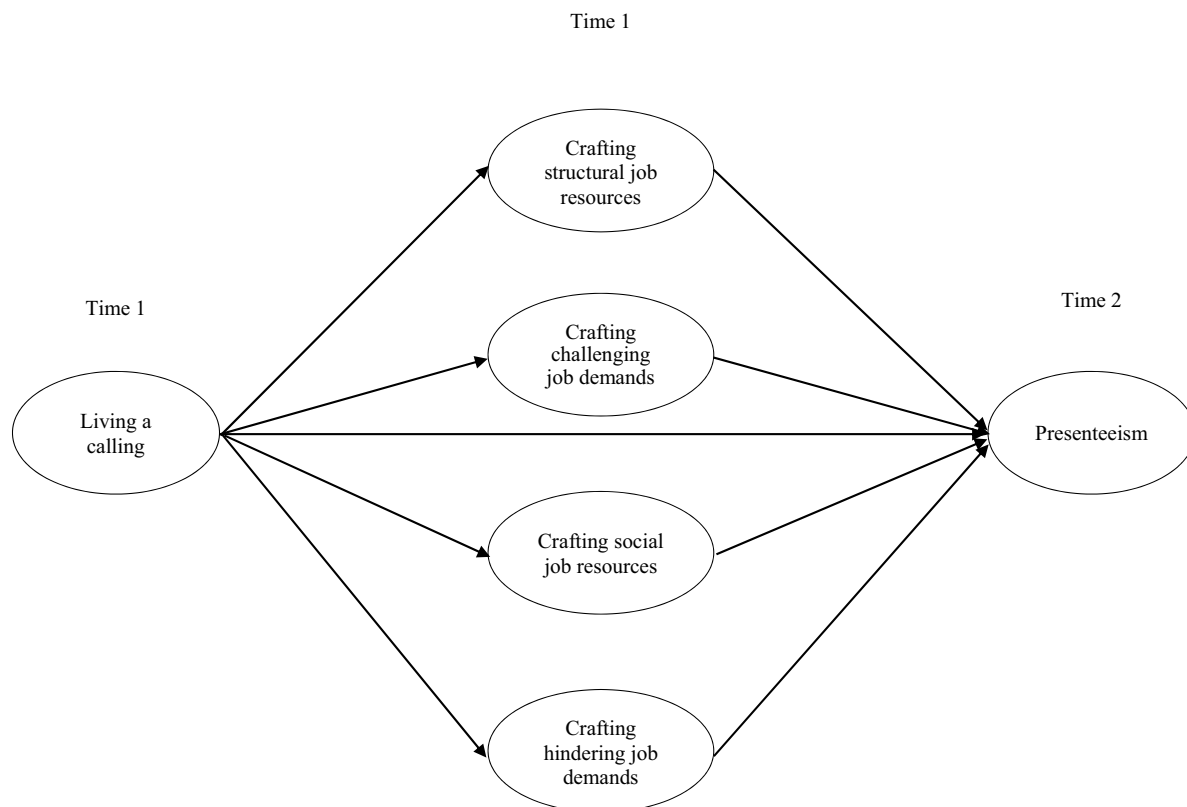 Time 1
Crafting
structural job
resources
Time 1
Time 2
Crafting
challenging
job demands
Living a
calling
Presenteeism
Crafting social
job resources
Crafting
hindering job
demands